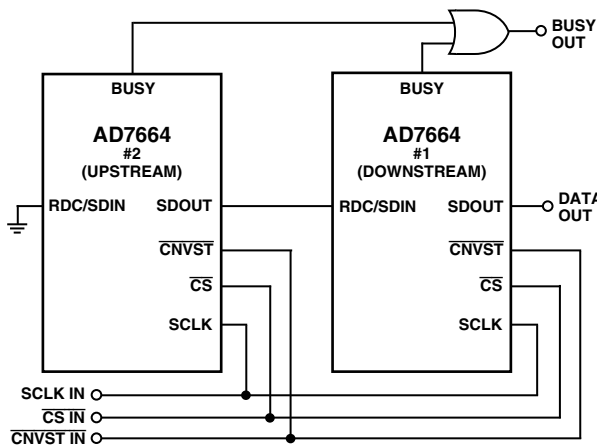 BUSY
OUT
BUSY
AD7664
#2
(UPSTREAM)
RDC/SDIN
SDOUT
CNVST
CS
SCLK
BUSY
AD7664
#1
(DOWNSTREAM)
RDC/SDIN
SDOUT
CNVST
CS
SCLK
DATA
OUT
SCLK IN
CS IN
CNVST IN